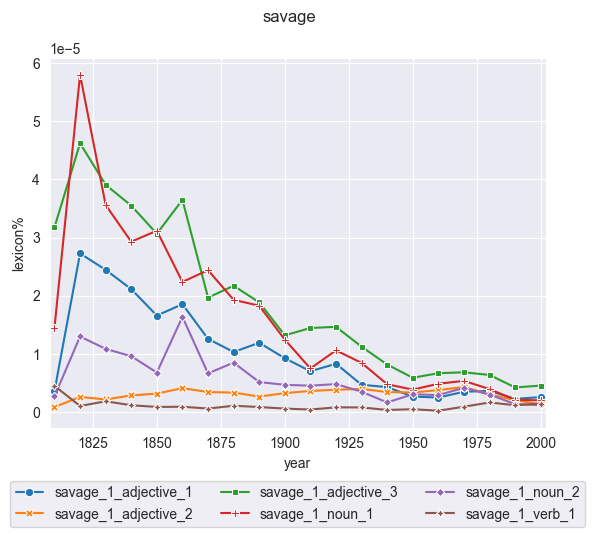 savage
1e−5
6
5
4
3
2
1
0
lexicon%
1825 1850 1875 1900 1925 1950 1975 2000
year
savage_1_adjective_1 savage_1_adjective_3 savage_1_noun_2
savage_1_adjective_2 savage_1_noun_1 savage_1_verb_1